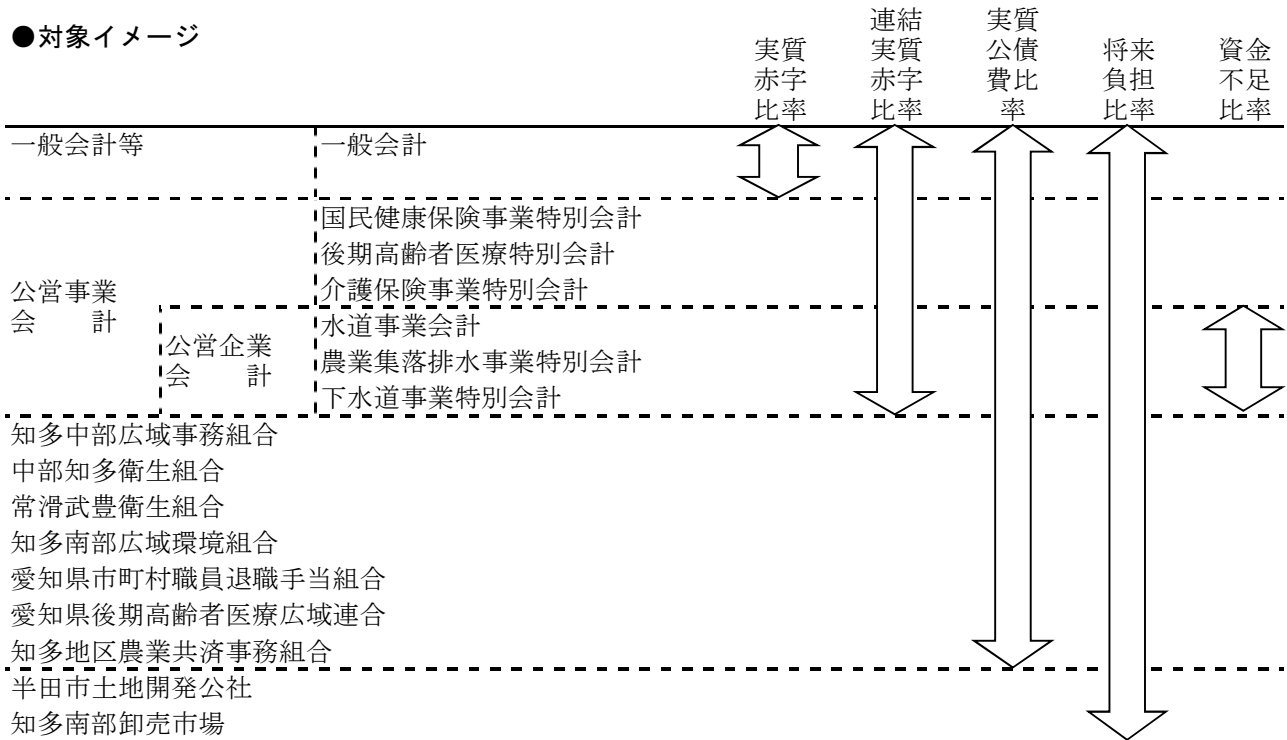 ●対象イメージ
実質
赤字
比率
連結
実質
赤字
比率
実質
公債
費比
率
将来
負担
比率
資金
不足
比率
一般会計等
一般会計
公営事業
会　　計
国民健康保険事業特別会計
後期高齢者医療特別会計
介護保険事業特別会計
公営企業
会　　計
水道事業会計
農業集落排水事業特別会計
下水道事業特別会計
知多中部広域事務組合
中部知多衛生組合
常滑武豊衛生組合
知多南部広域環境組合
愛知県市町村職員退職手当組合
愛知県後期高齢者医療広域連合
知多地区農業共済事務組合
半田市土地開発公社
知多南部卸売市場